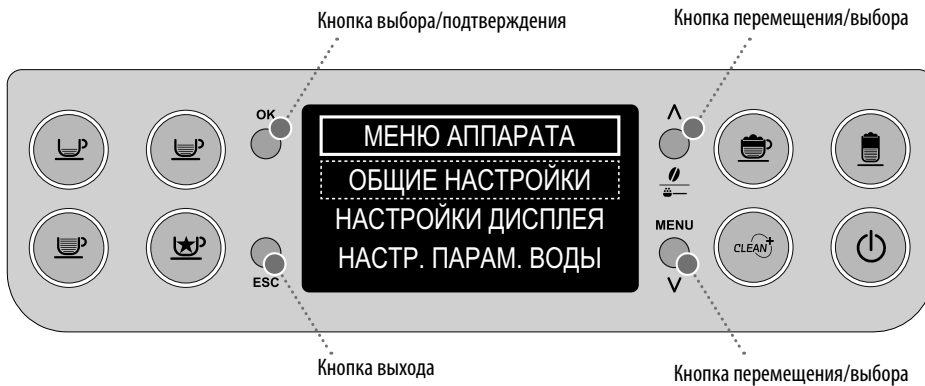 Кнопка выбора/подтверждения
Кнопка перемещения/выбора
OK
МЕНЮ АППАРАТА
ОБЩИЕ НАСТРОЙКИ
НАСТРОЙКИ ДИСПЛЕЯ
НАСТР. ПАРАМ. ВОДЫ
MENU
CLEAN+
ESC
Кнопка выхода
Кнопка перемещения/выбора